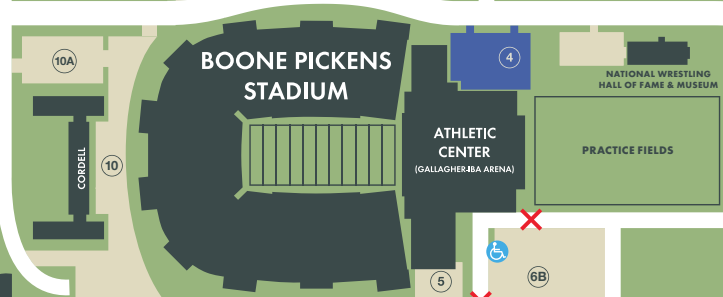 10A
BOONE PICKENS
STADIUM
4
NATIONAL WRESTLING
HALL OF FAME & MUSEUM
CORDELL
10
ATHLETIC
CENTER
(GALLAGHER-IBA ARENA)
PRACTICE FIELDS
5
6B